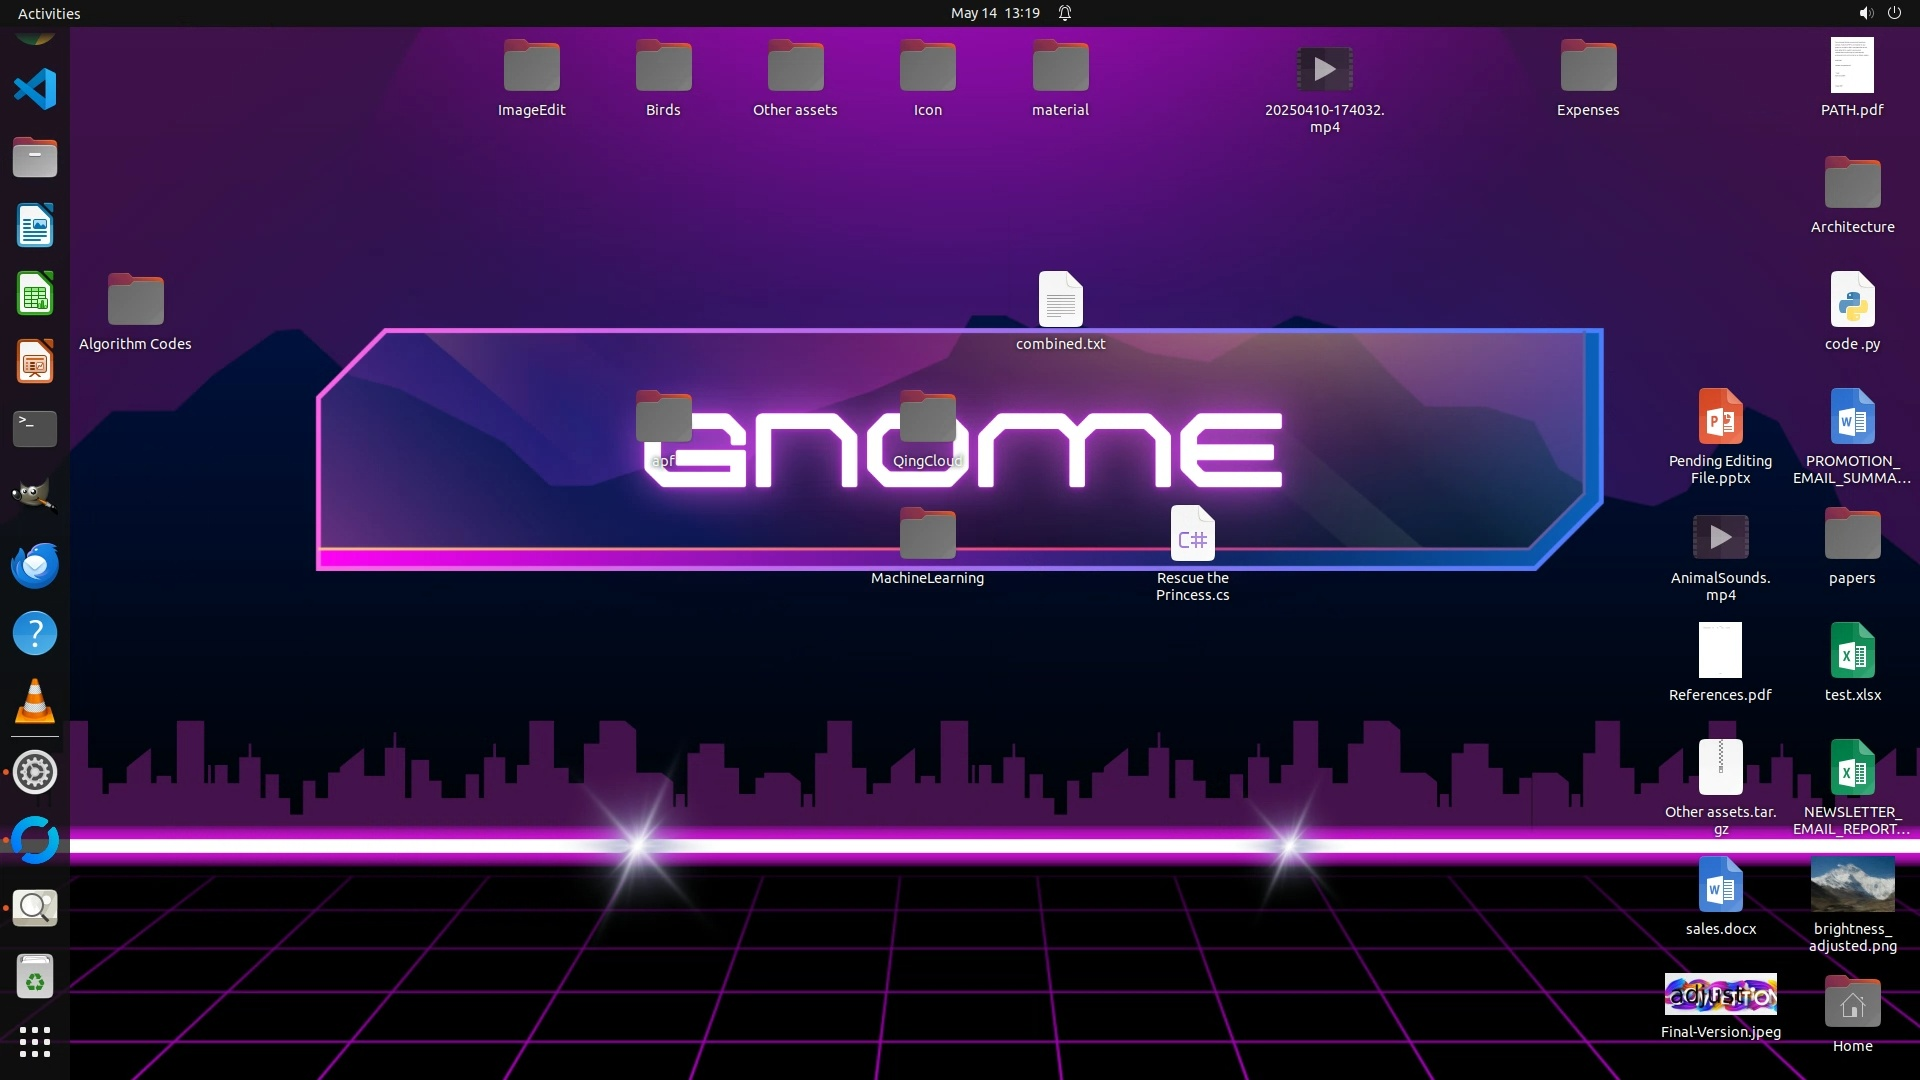 Activities
May 14 13:19
ImageEdit
Birds
Other assets
Icon
material
20250410-174032.
mp4
Expenses
PATH.pdf
Architecture
Algorithm Codes
combined.txt
code .py
GNOME
apf
QingCloud
Pending Editing
File.pptx
PROMOTION_
EMAIL_SUMMA...
MachineLearning
Rescue the
Princess.cs
AnimalSounds.
mp4
papers
References.pdf
test.xlsx
Other assets.tar.
gz
NEWSLETTER_
EMAIL_REPORT...
sales.docx
brightness_
adjusted.png
adjust
Final-Version.jpeg
Home